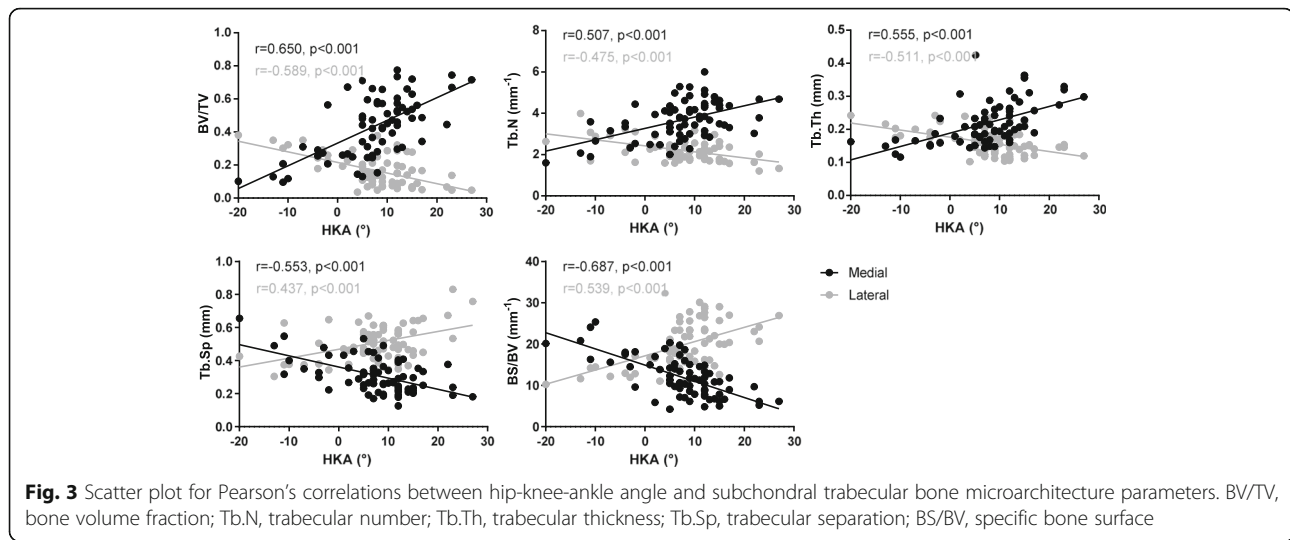 r=0.650, p<0.001
r=-0.589, p<0.001
BV/TV
1.0
0.8
0.6
0.4
0.2
0.0
-20 -10 0 10 20 30
HKA (°)
r=0.507, p<0.001
r=-0.475, p<0.001
Tb.N (mm-1)
8
6
4
2
0
-20 -10 0 10 20 30
HKA (°)
r=0.555, p<0.001
r=-0.511, p<0.00
Tb.Th (mm)
0.5
0.4
0.3
0.2
0.1
0.0
-20 -10 0 10 20 30
HKA (°)
r=-0.553, p<0.001
r=0.437, p<0.001
Tb.Sp (mm)
1.0
0.8
0.6
0.4
0.2
0.0
-20 -10 0 10 20 30
HKA (°)
r=-0.687, p<0.001
r=0.539, p<0.001
BS/BV (mm-1)
40
30
20
10
0
-20 -10 0 10 20 30
HKA (°)
Medial
Lateral
Fig. 3 Scatter plot for Pearson's correlations between hip-knee-ankle angle and subchondral trabecular bone microarchitecture parameters. BV/TV,
bone volume fraction; Tb.N, trabecular number; Tb.Th, trabecular thickness; Tb.Sp, trabecular separation; BS/BV, specific bone surface